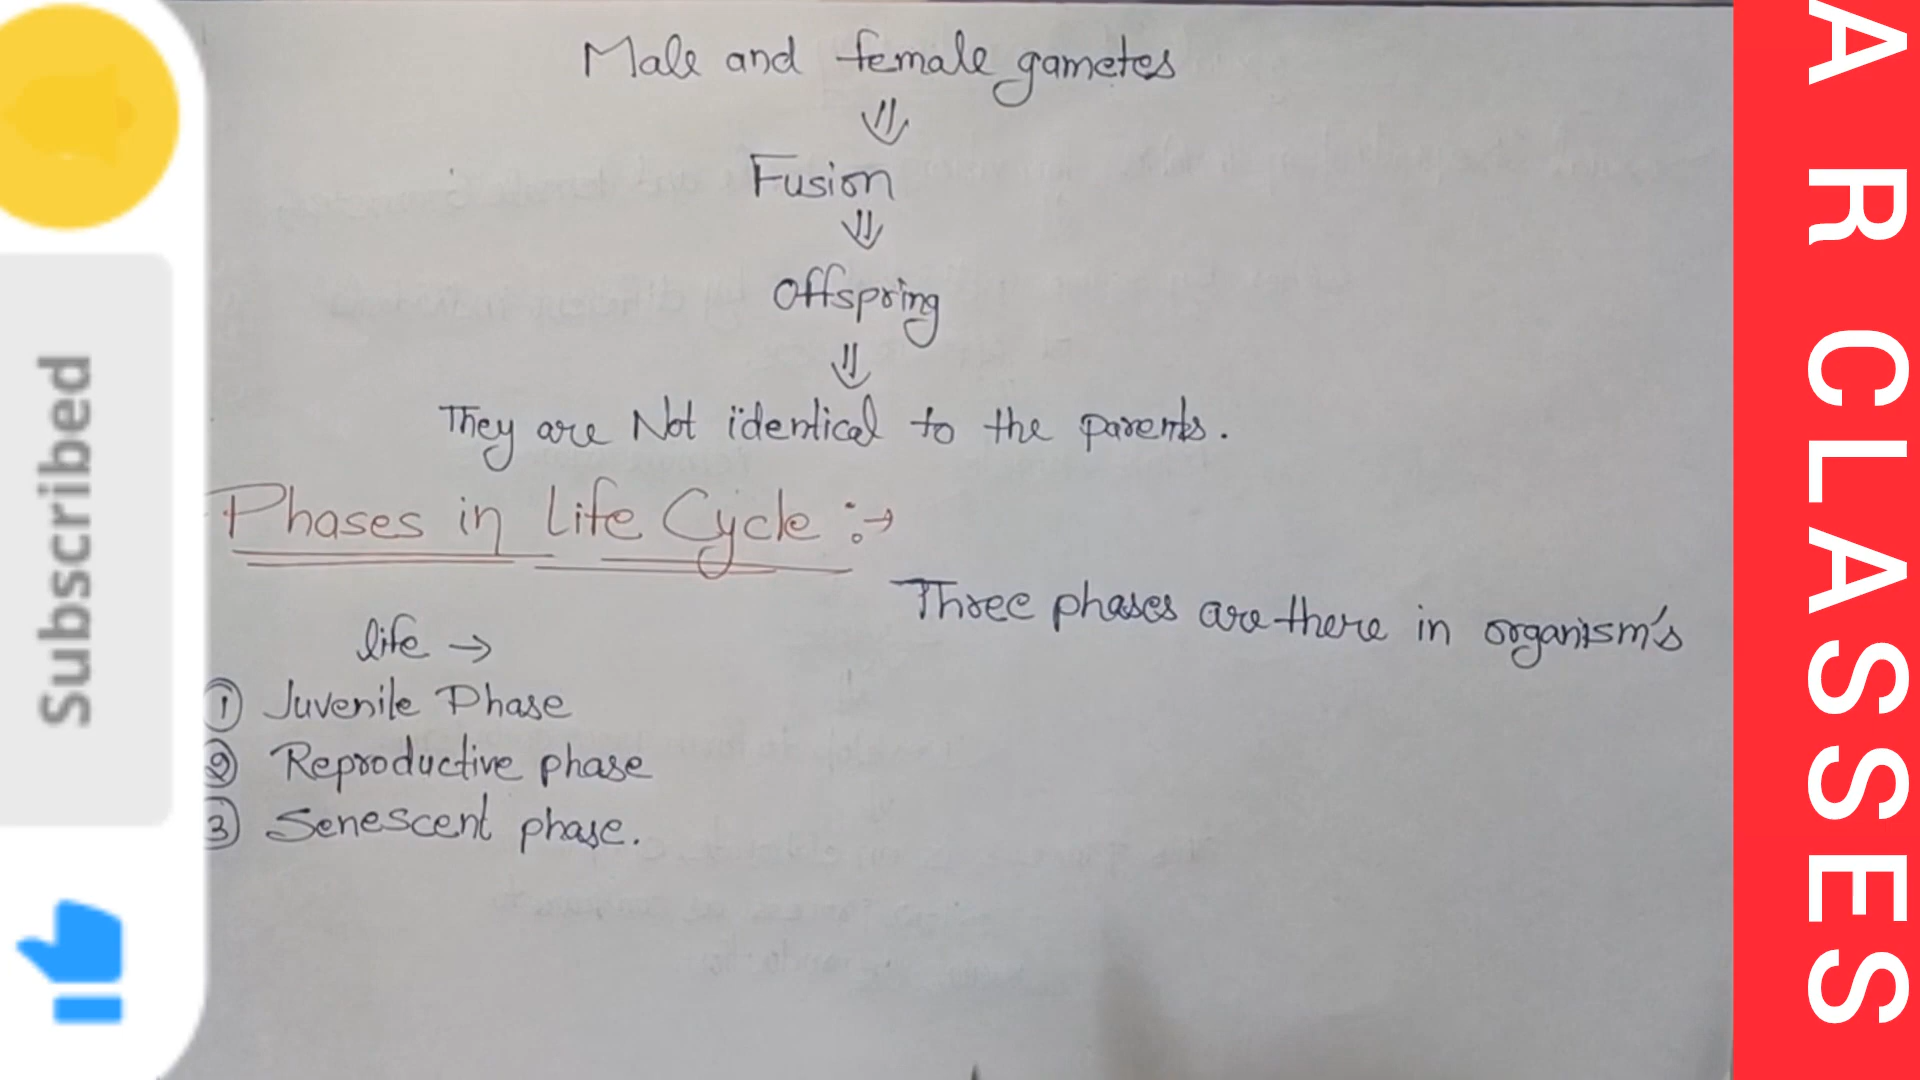 Male and female gametes
⇓
Fusion
⇓
Offspring
⇓
They are Not identical to the parents.
Phases in Life Cycle :→
Three phases are there in organism's
life →
① Juvenile Phase
② Reproductive phase
③ Senescent phase.
Subscribed
A R CLASSES